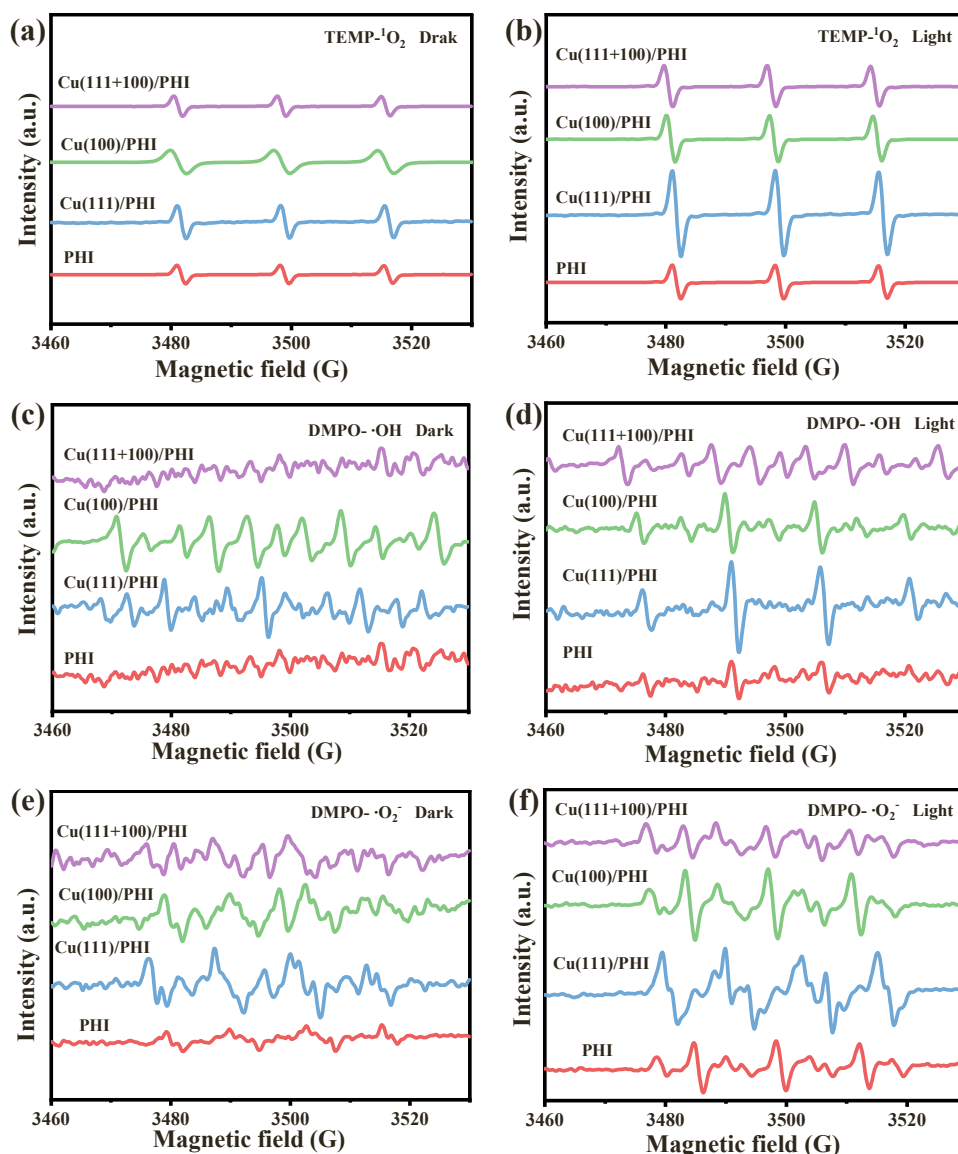 (a)
TEMP-¹O₂ Drak
Cu(111+100)/PHI
Cu(100)/PHI
Cu(111)/PHI
PHI
Intensity (a.u.)
3460 3480 3500 3520
Magnetic field (G)
(b)
TEMP-¹O₂ Light
Cu(111+100)/PHI
Cu(100)/PHI
Cu(111)/PHI
PHI
Intensity (a.u.)
3460 3480 3500 3520
Magnetic field (G)
(c)
DMPO- ·OH Dark
Cu(111+100)/PHI
Cu(100)/PHI
Cu(111)/PHI
PHI
Intensity (a.u.)
3460 3480 3500 3520
Magnetic field (G)
(d)
DMPO- ·OH Light
Cu(111+100)/PHI
Cu(100)/PHI
Cu(111)/PHI
PHI
Intensity (a.u.)
3460 3480 3500 3520
Magnetic field (G)
(e)
DMPO- ·O₂⁻ Dark
Cu(111+100)/PHI
Cu(100)/PHI
Cu(111)/PHI
PHI
Intensity (a.u.)
3460 3480 3500 3520
Magnetic field (G)
(f)
DMPO- ·O₂⁻ Light
Cu(111+100)/PHI
Cu(100)/PHI
Cu(111)/PHI
PHI
Intensity (a.u.)
3460 3480 3500 3520
Magnetic field (G)